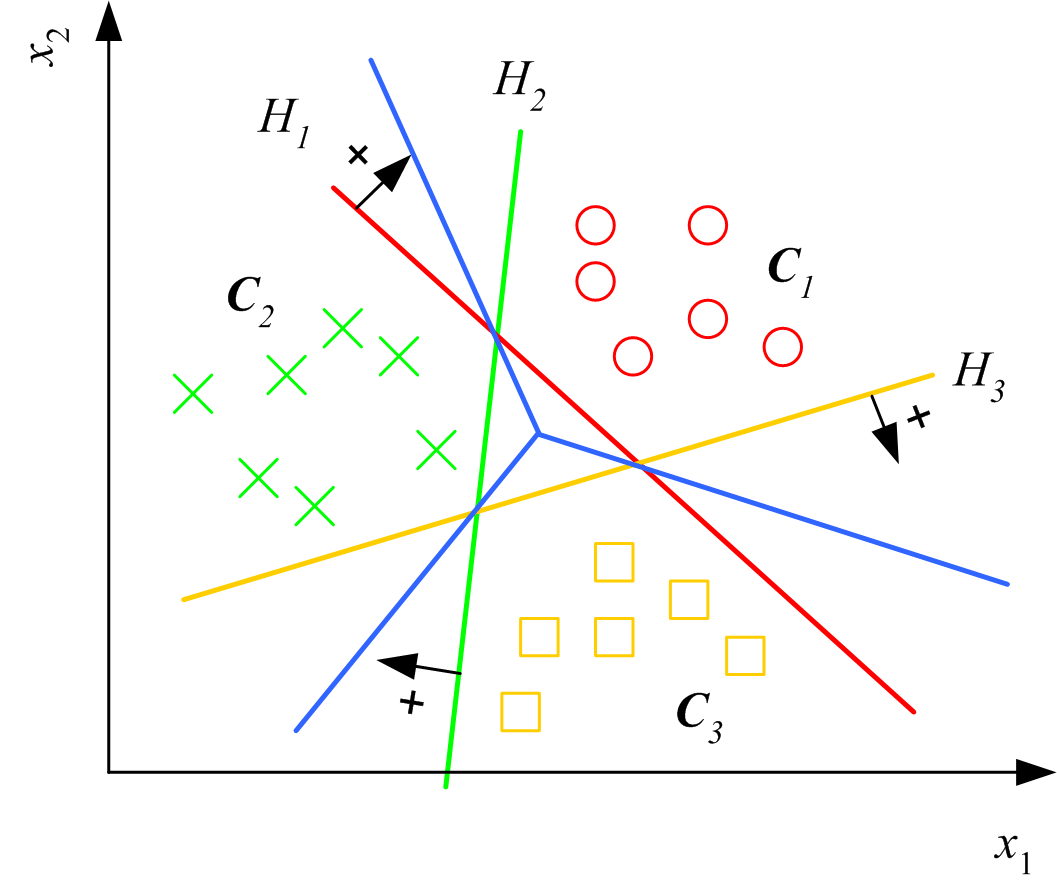 x2
H2
H1
+
C1
C2
H3
+
+
C3
x1